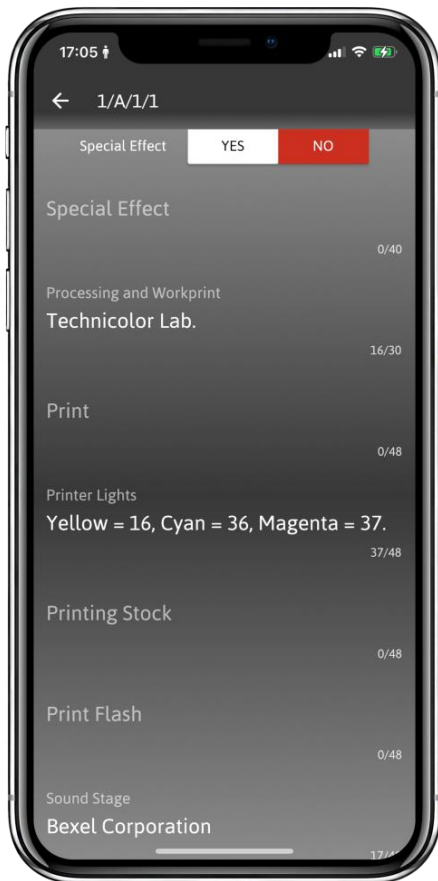 17:05
1/A/1/1
Special Effect YES NO
Special Effect
0/40
Processing and Workprint
Technicolor Lab.
16/30
Print
0/48
Printer Lights
Yellow = 16, Cyan = 36, Magenta = 37.
37/48
Printing Stock
0/48
Print Flash
0/48
Sound Stage
Bexel Corporation